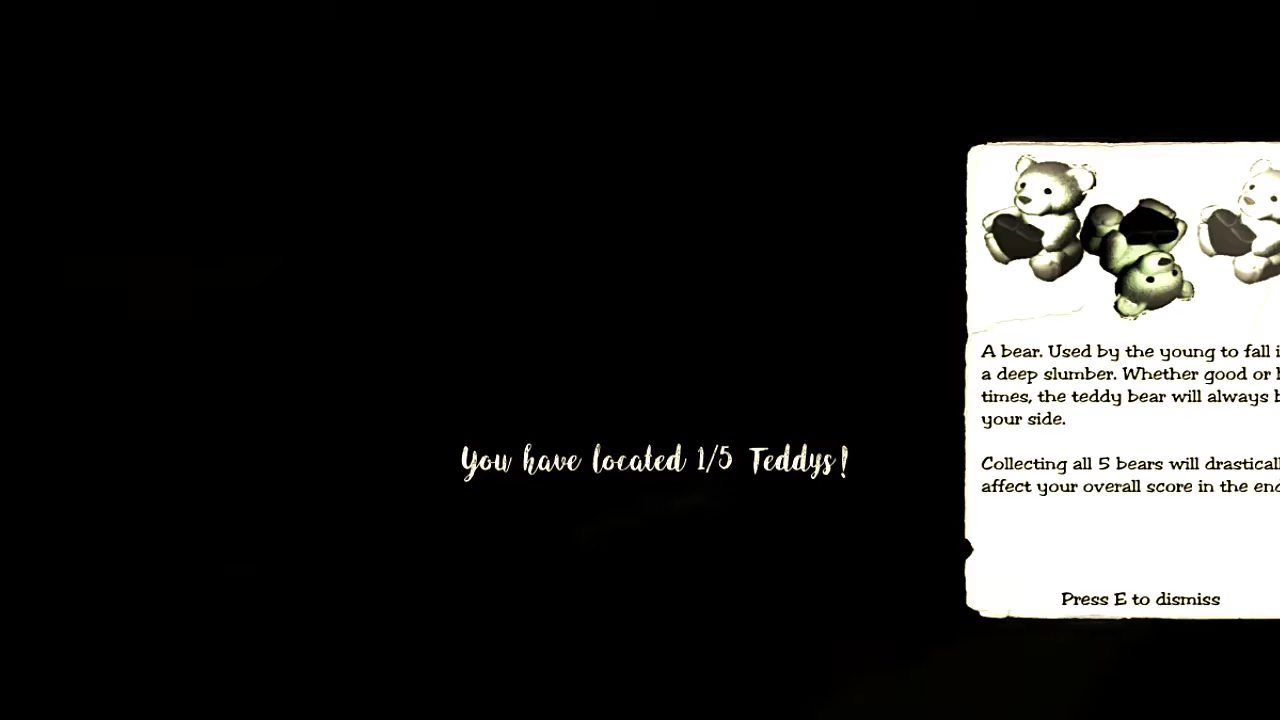 You have located 1/5 Teddys!
A bear. Used by the young to fall
a deep slumber. Whether good or
times, the teddy bear will always
your side.
Collecting all 5 bears will
affect your overall score in the
Press E to dismiss